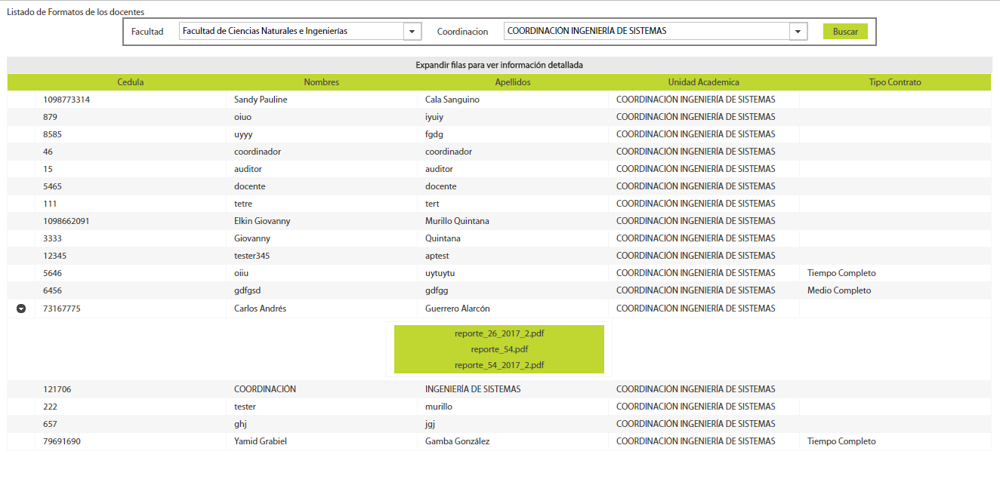 Listado de Formatos de los docentes
Facultad Facultad de Ciencias Naturales e Ingenierías Coordinacion COORDINACIÓN INGENIERÍA DE SISTEMAS Buscar
Expandir filas para ver información detallada
Cedula Nombres Apellidos Unidad Academica Tipo Contrato
1098773314 Sandy Pauline Cala Sanguino COORDINACIÓN INGENIERÍA DE SISTEMAS
879 oiuo iyuiy COORDINACIÓN INGENIERÍA DE SISTEMAS
8585 uyyy fgdg COORDINACIÓN INGENIERÍA DE SISTEMAS
46 coordinador coordinador COORDINACIÓN INGENIERÍA DE SISTEMAS
15 auditor auditor COORDINACIÓN INGENIERÍA DE SISTEMAS
5465 docente docente COORDINACIÓN INGENIERÍA DE SISTEMAS
111 tetre tert COORDINACIÓN INGENIERÍA DE SISTEMAS
1098662091 Elkin Giovanny Murillo Quintana COORDINACIÓN INGENIERÍA DE SISTEMAS
3333 Giovanny Quintana COORDINACIÓN INGENIERÍA DE SISTEMAS
12345 tester345 aptest COORDINACIÓN INGENIERÍA DE SISTEMAS
5646 oiiu uytuytu COORDINACIÓN INGENIERÍA DE SISTEMAS Tiempo Completo
6456 gdfgsd gdfgg COORDINACIÓN INGENIERÍA DE SISTEMAS Medio Completo
73167775 Carlos Andrés Guerrero Alarcón COORDINACIÓN INGENIERÍA DE SISTEMAS
reporte_26_2017_2.pdf
reporte_54.pdf
reporte_54_2017_2.pdf
121706 COORDINACIÓN INGENIERÍA DE SISTEMAS COORDINACIÓN INGENIERÍA DE SISTEMAS
222 tester murillo COORDINACIÓN INGENIERÍA DE SISTEMAS
657 ghj jgj COORDINACIÓN INGENIERÍA DE SISTEMAS
79691690 Yamid Grabiel Gamba González COORDINACIÓN INGENIERÍA DE SISTEMAS Tiempo Completo